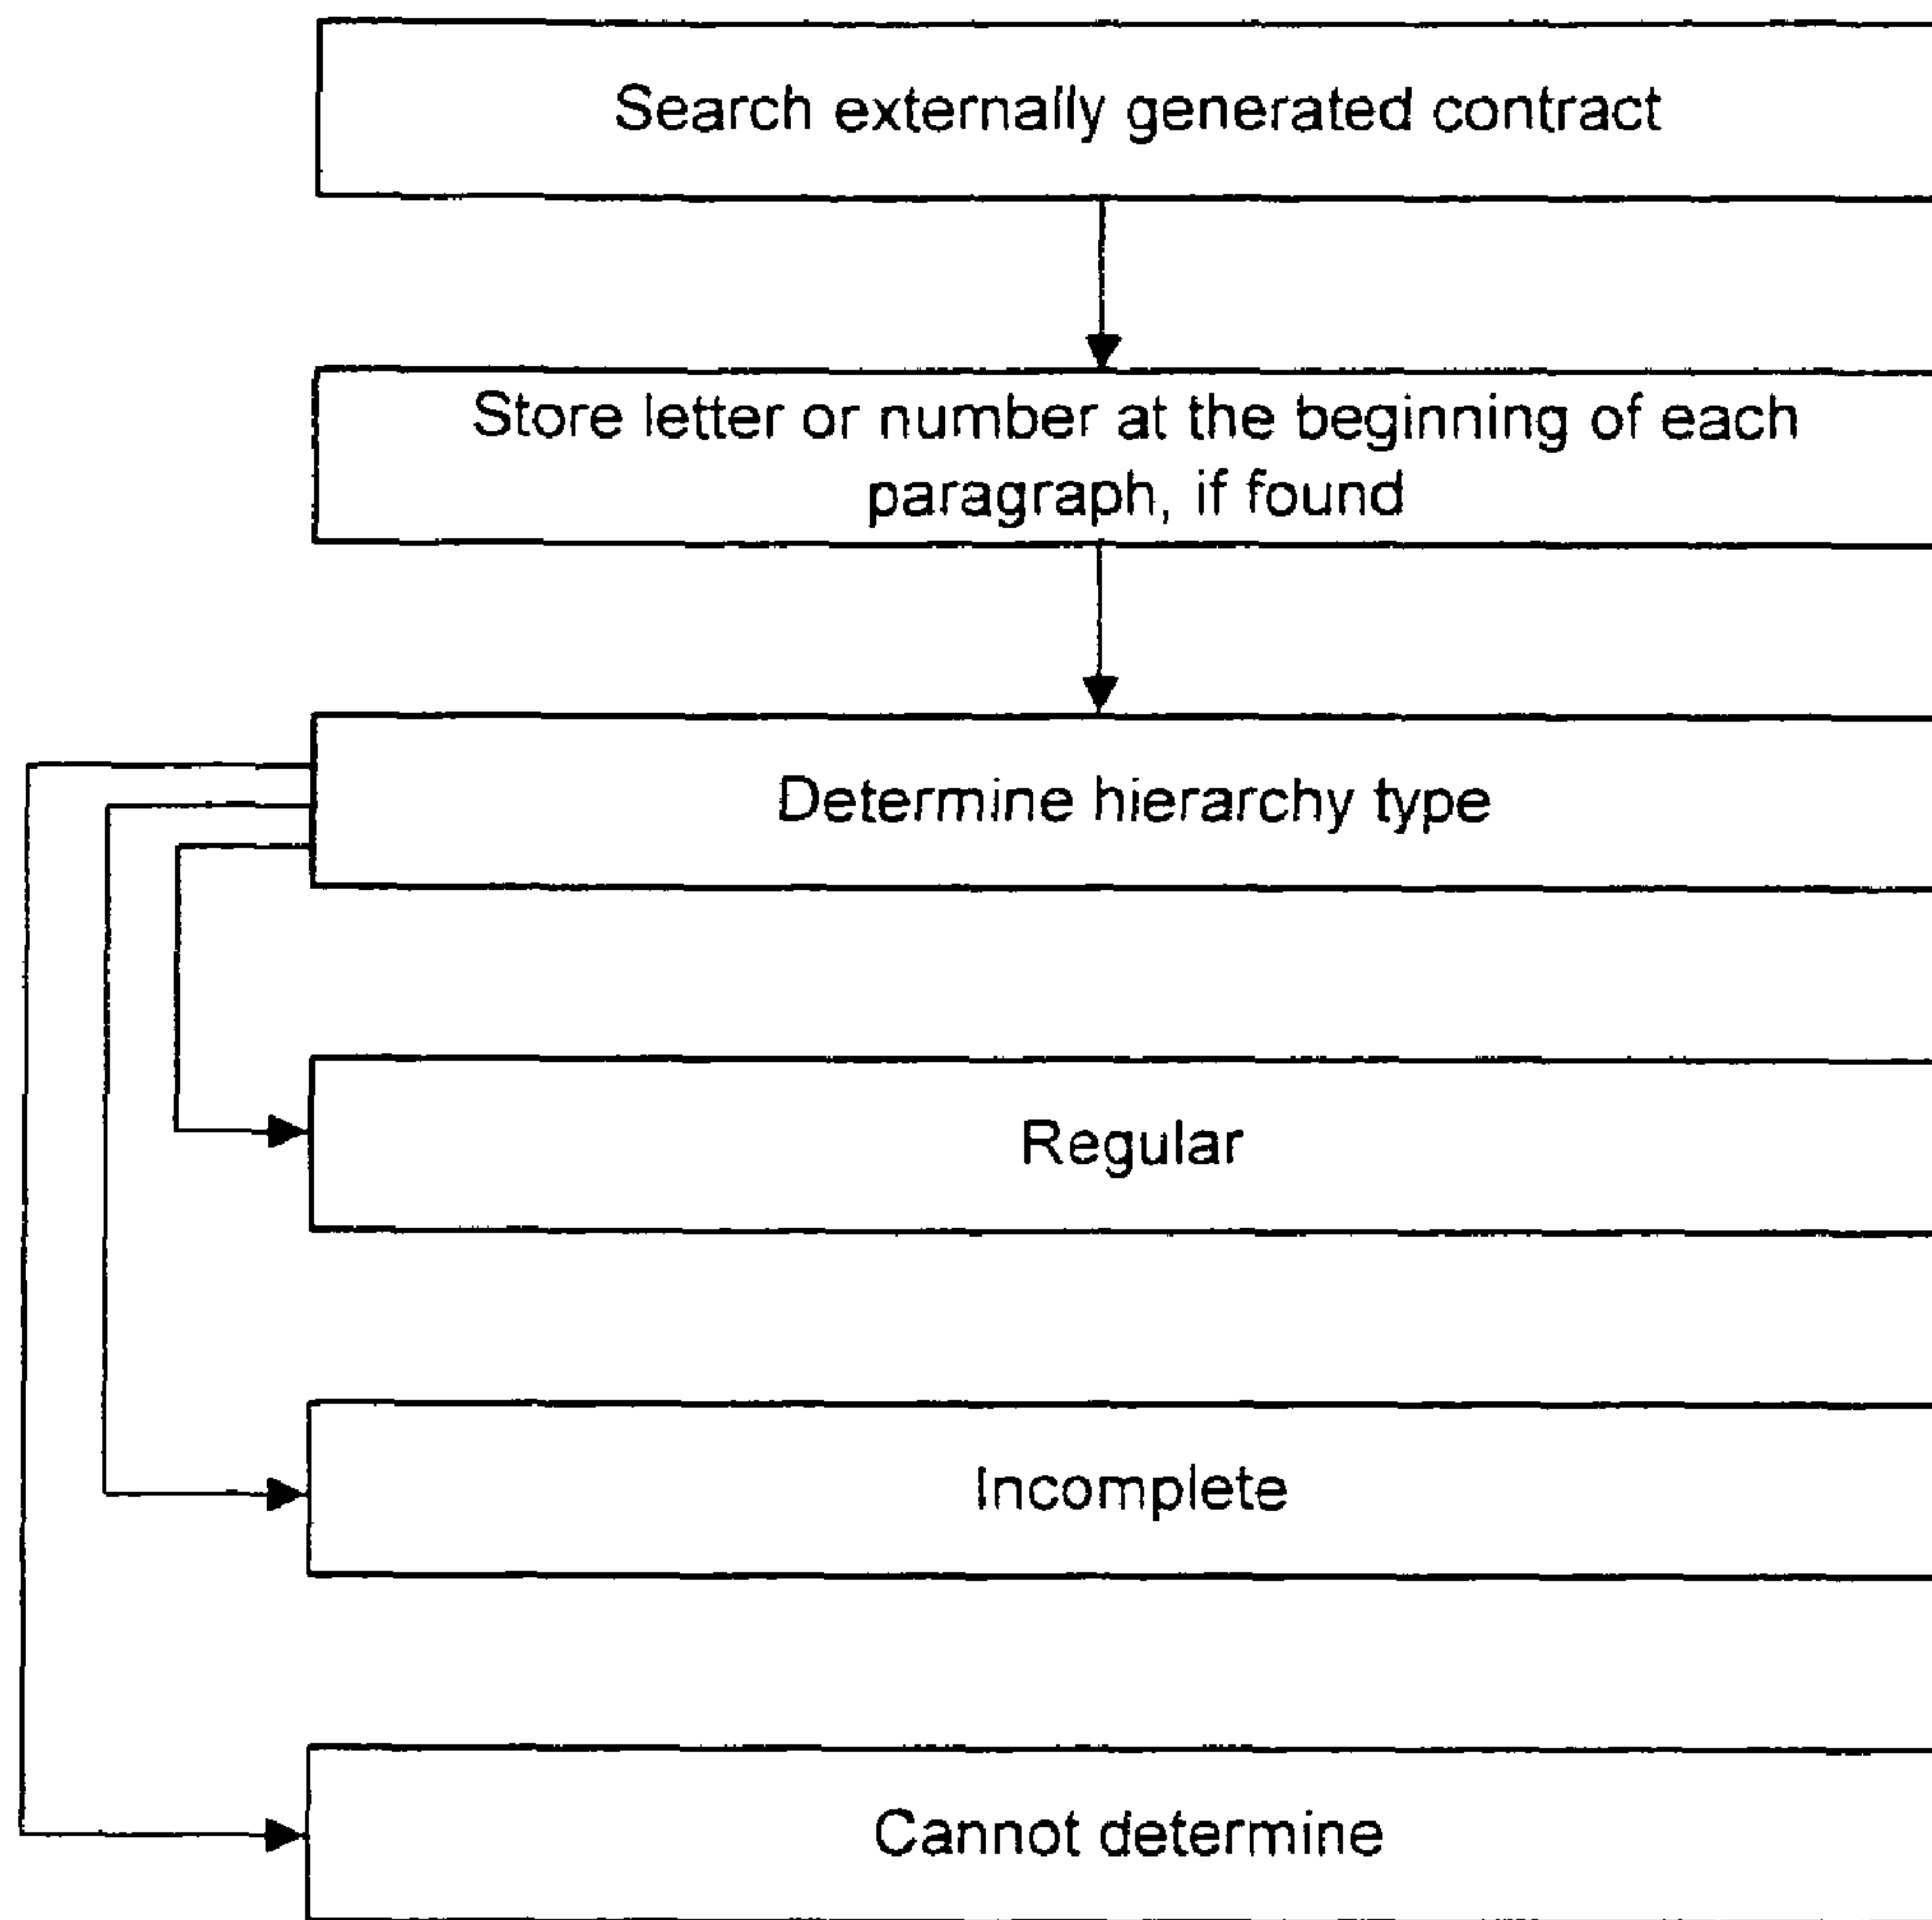 Search externally generated contract
Store letter or number at the beginning of each
paragraph, if found
Determine hierarchy type
Regular
Incomplete
Cannot determine